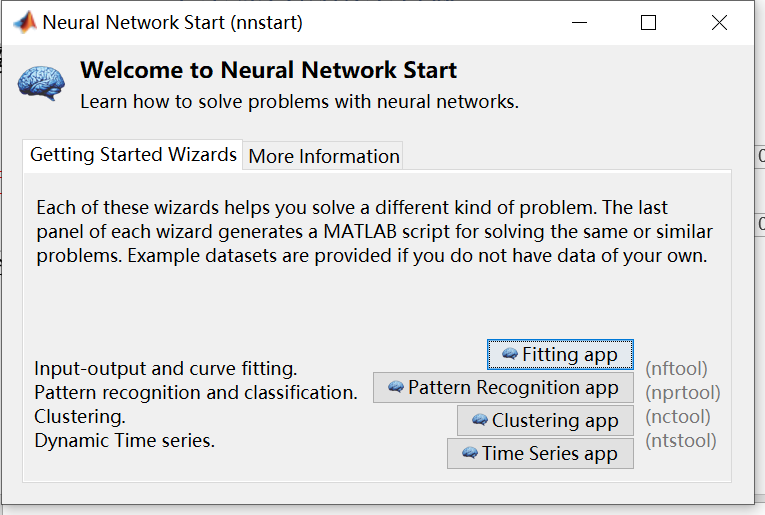 Neural Network Start (nnstart)
Welcome to Neural Network Start
Learn how to solve problems with neural networks.
Getting Started Wizards More Information
Each of these wizards helps you solve a different kind of problem. The last
panel of each wizard generates a MATLAB script for solving the same or similar
problems. Example datasets are provided if you do not have data of your own.
Input-output and curve fitting. Fitting app (nftool)
Pattern recognition and classification. Pattern Recognition app (nprtool)
Clustering. Clustering app (nctool)
Dynamic Time series. Time Series app (ntstool)